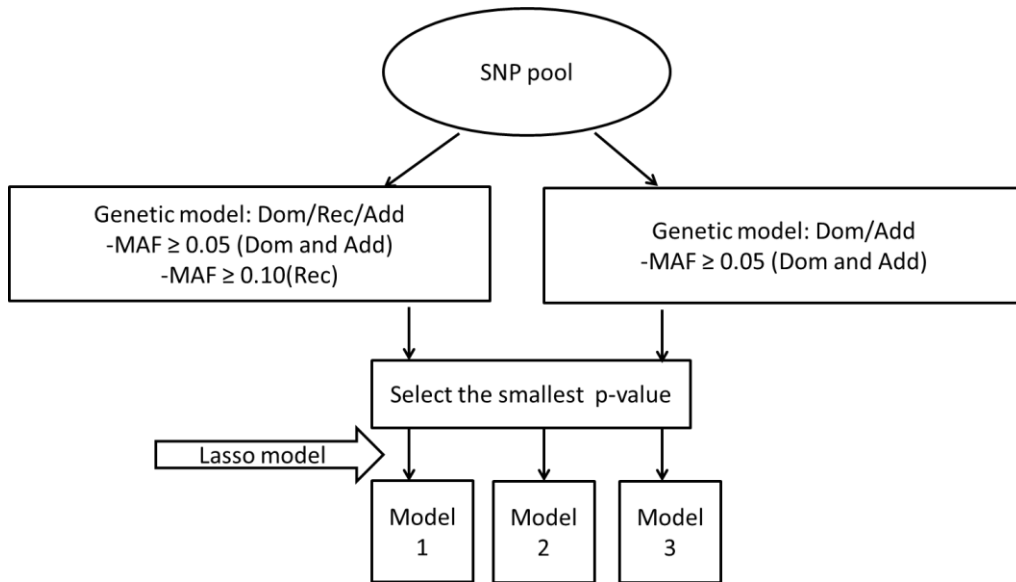 SNP pool
Genetic model: Dom/Rec/Add
-MAF ≥ 0.05 (Dom and Add)
-MAF ≥ 0.10(Rec)
Genetic model: Dom/Add
-MAF ≥ 0.05 (Dom and Add)
Select the smallest  p-value
Lasso model
Model
1
Model
2
Model
3